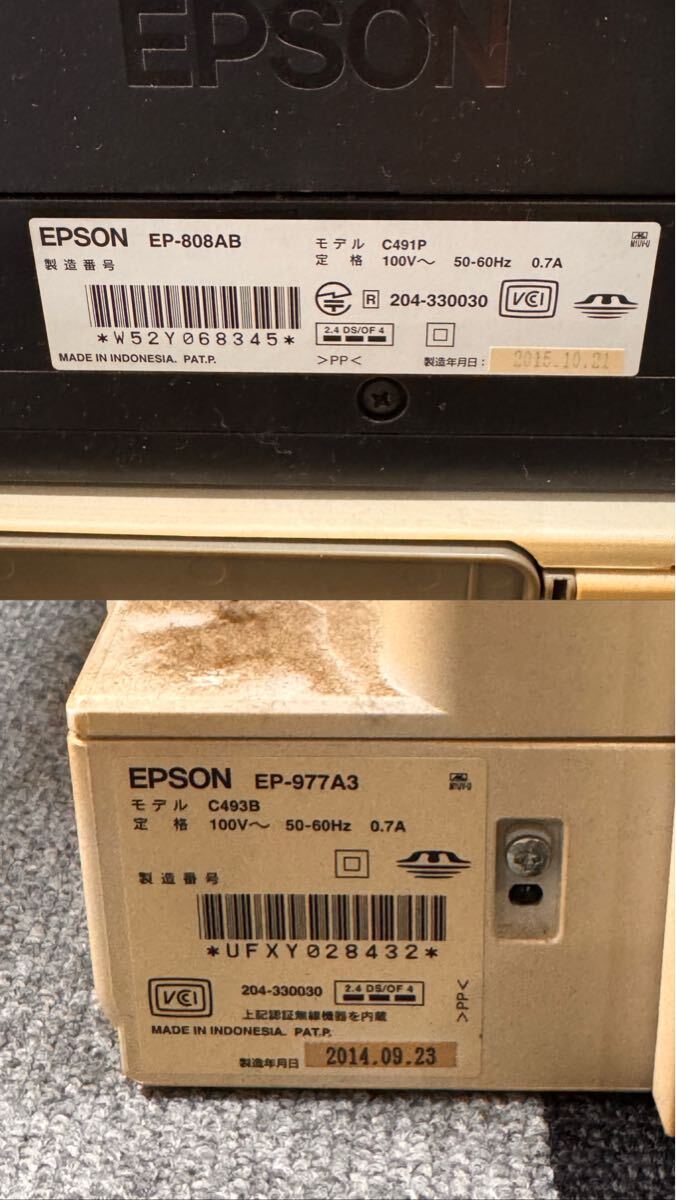 EPSON
EPSON EP-808AB
モデル C491P
製造番号
定格 100V～ 50-60Hz 0.7A
R 204-330030 VCCI
*W52Y068345*
2.4 DS/OF 4
MADE IN INDONESIA. PAT.P.
>PP<
製造年月日: 2015.10.21
EPSON EP-977A3
モデル C493B
定格 100V～ 50-60Hz 0.7A
製造番号
*UFXY028432*
VCCI 204-330030 2.4 DS/OF 4
上記認証無線機器を内蔵
>PP<
MADE IN INDONESIA. PAT.P.
製造年月日 2014.09.23